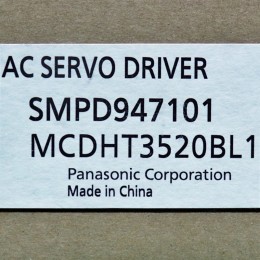 AC SERVO DRIVER
SMPD947101
MCDHT3520BL1
Panasonic Corporation
Made in China